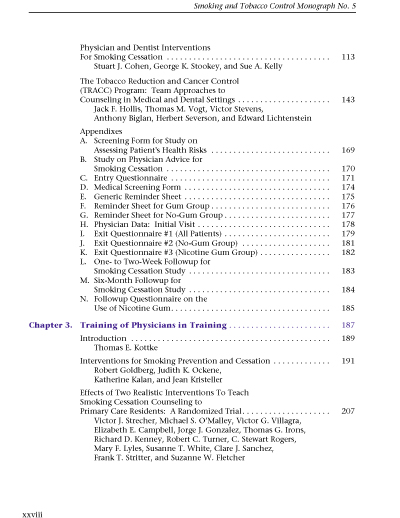 Smoking and Tobacco Control Monograph No. 5
Physician and Dentist Interventions
For Smoking Cessation . . . . . . . . . . . . . . . . . . . . . . . . . . . . . . . . . . . . . 113
Stuart J. Cohen, George K. Stookey, and Sue A. Kelly
The Tobacco Reduction and Cancer Control
(TRACC) Program: Team Approaches to
Counseling in Medical and Dental Settings . . . . . . . . . . . . . . . . . . . . . 143
Jack F. Hollis, Thomas M. Vogt, Victor Stevens,
Anthony Biglan, Herbert Severson, and Edward Lichtenstein
Appendixes
A. Screening Form for Study on
Assessing Patient's Health Risks . . . . . . . . . . . . . . . . . . . . . . . . . . . 169
B. Study on Physician Advice for
Smoking Cessation . . . . . . . . . . . . . . . . . . . . . . . . . . . . . . . . . . . . 170
C. Entry Questionnaire . . . . . . . . . . . . . . . . . . . . . . . . . . . . . . . . . . . 171
D. Medical Screening Form . . . . . . . . . . . . . . . . . . . . . . . . . . . . . . . . 174
E. Generic Reminder Sheet . . . . . . . . . . . . . . . . . . . . . . . . . . . . . . . . 175
F. Reminder Sheet for Gum Group . . . . . . . . . . . . . . . . . . . . . . . . . . 176
G. Reminder Sheet for No-Gum Group . . . . . . . . . . . . . . . . . . . . . . . 177
H. Physician Data: Initial Visit . . . . . . . . . . . . . . . . . . . . . . . . . . . . . 178
I. Exit Questionnaire #1 (All Patients) . . . . . . . . . . . . . . . . . . . . . . . 179
J. Exit Questionnaire #2 (No-Gum Group) . . . . . . . . . . . . . . . . . . . 181
K. Exit Questionnaire #3 (Nicotine Gum Group) . . . . . . . . . . . . . . . 182
L. One- to Two-Week Followup for
Smoking Cessation Study . . . . . . . . . . . . . . . . . . . . . . . . . . . . . . . 183
M. Six-Month Followup for
Smoking Cessation Study . . . . . . . . . . . . . . . . . . . . . . . . . . . . . . . 184
N. Followup Questionnaire on the
Use of Nicotine Gum . . . . . . . . . . . . . . . . . . . . . . . . . . . . . . . . . . . 185
Chapter 3. Training of Physicians in Training . . . . . . . . . . . . . . . . . . . . . . . 187
Introduction . . . . . . . . . . . . . . . . . . . . . . . . . . . . . . . . . . . . . . . . . . . . . 189
Thomas E. Kottke
Interventions for Smoking Prevention and Cessation . . . . . . . . . . . . . 191
Robert Goldberg, Judith K. Ockene,
Katherine Kalan, and Jean Kristeller
Effects of Two Realistic Interventions To Teach
Smoking Cessation Counseling to
Primary Care Residents: A Randomized Trial . . . . . . . . . . . . . . . . . . . . 207
Victor J. Strecher, Michael S. O'Malley, Victor G. Villagra,
Elizabeth E. Campbell, Jorge J. Gonzalez, Thomas G. Irons,
Richard D. Kenney, Robert C. Turner, C. Stewart Rogers,
Mary F. Lyles, Susanne T. White, Clare J. Sanchez,
Frank T. Stritter, and Suzanne W. Fletcher
xxviii